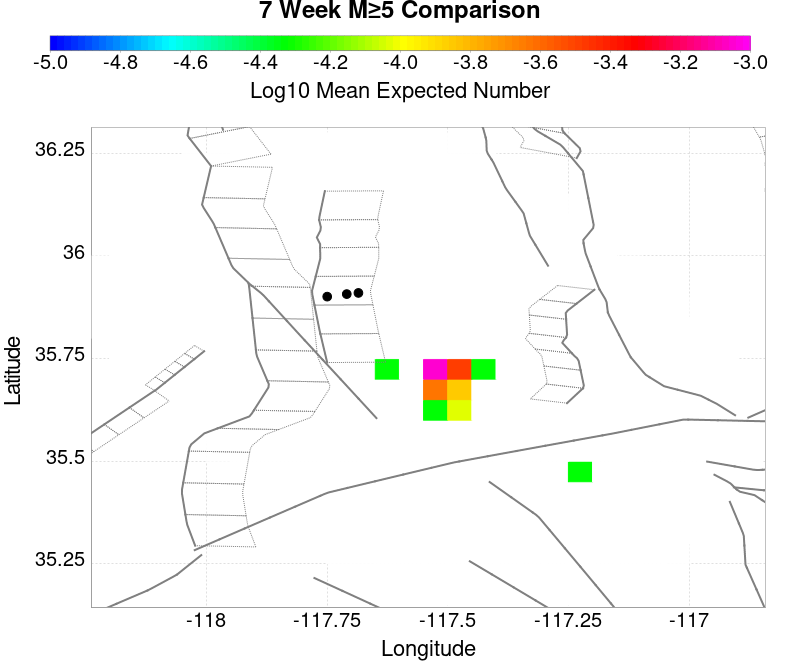 7 Week M≥5 Comparison
-5.0 -4.8 -4.6 -4.4 -4.2 -4.0 -3.8 -3.6 -3.4 -3.2 -3.0
Log10 Mean Expected Number
36.25
36
35.75
35.5
35.25
Latitude
-118 -117.75 -117.5 -117.25 -117
Longitude